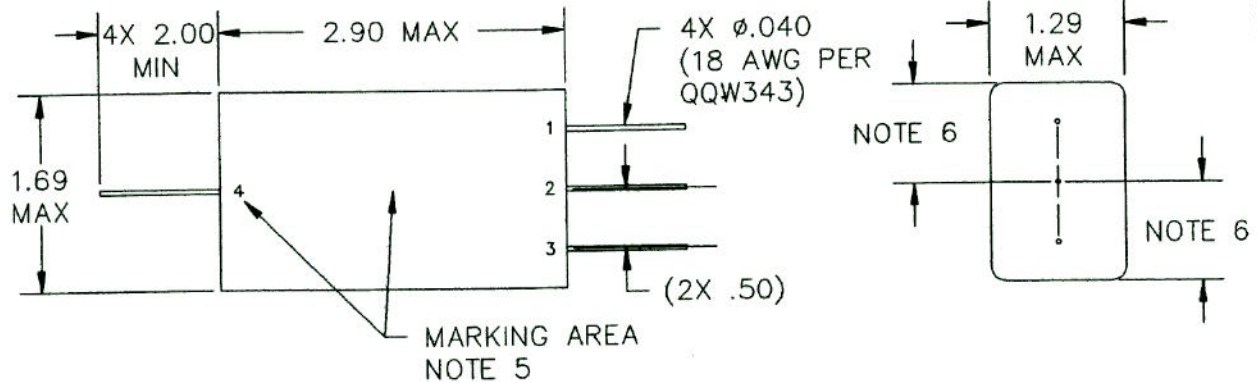 4X 2.00
MIN
2.90 MAX
4X ø.040
(18 AWG PER
QQW343)
1.29
MAX
NOTE 6
1
1.69
MAX
4
2
NOTE 6
3
(2X .50)
MARKING AREA
NOTE 5